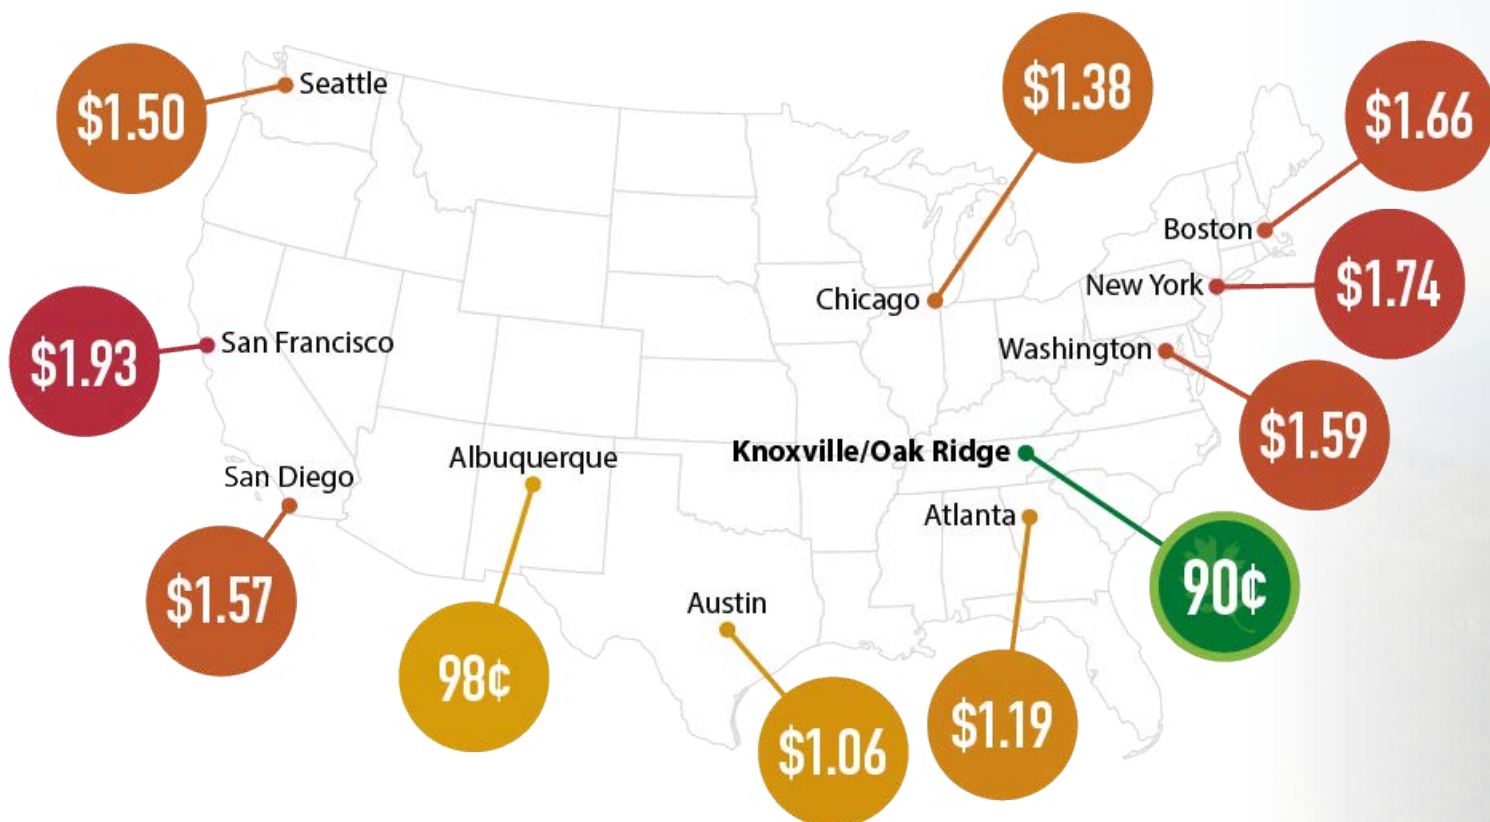 $1.50
Seattle
$1.38
$1.66
Boston
New York
$1.74
Chicago
Washington
$1.59
$1.93
San Francisco
Knoxville/Oak Ridge
90¢
Albuquerque
98¢
San Diego
$1.57
Atlanta
$1.19
Austin
$1.06